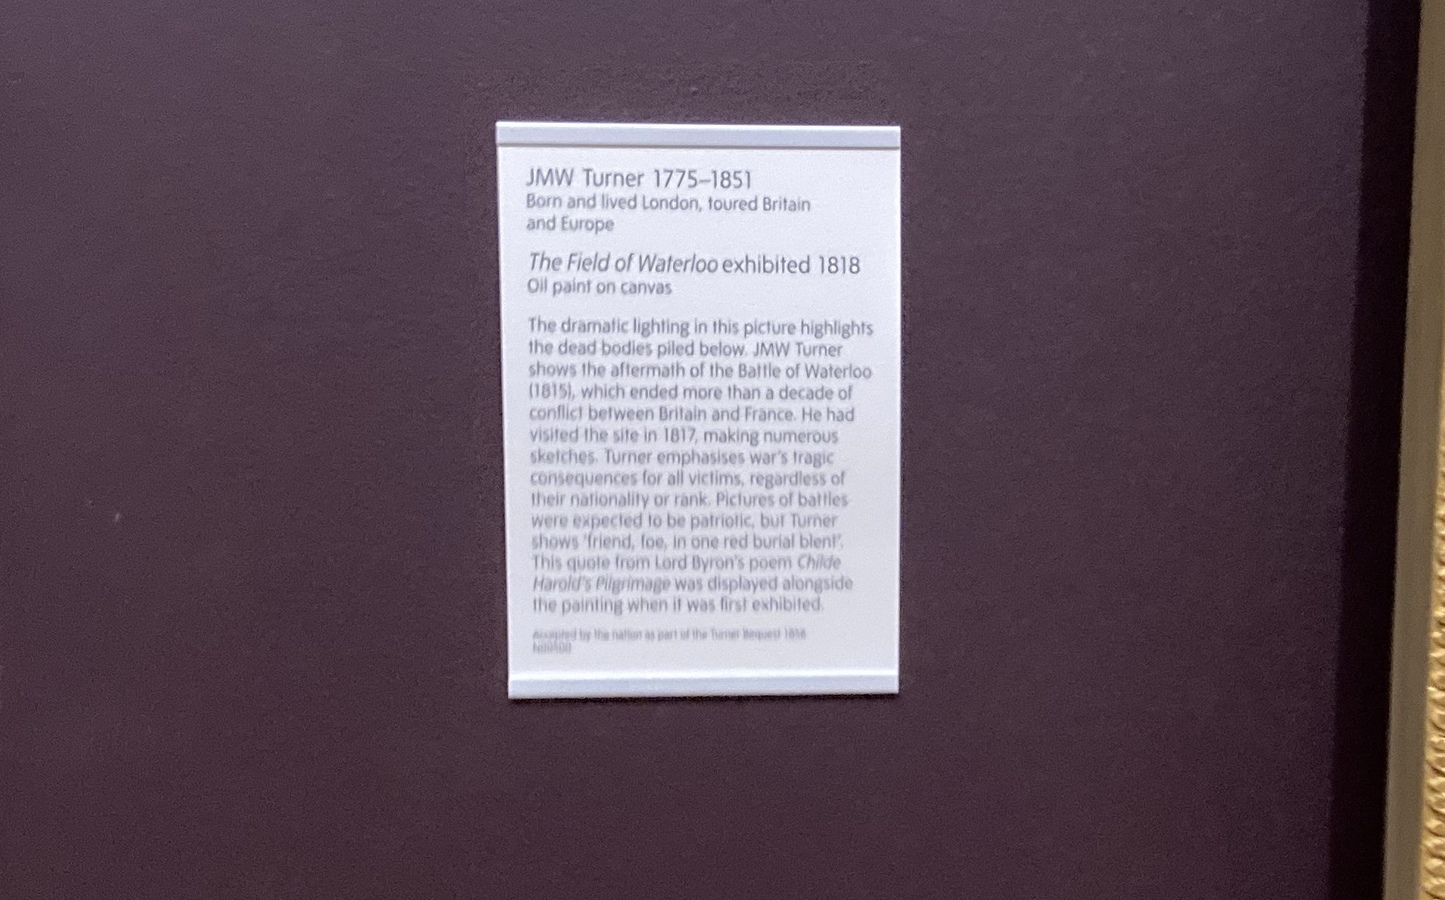 JMW Turner 1775–1851
Born and lived London, toured Britain
and Europe
The Field of Waterloo exhibited 1818
Oil paint on canvas
The dramatic lighting in this picture highlights
the dead bodies piled below. JMW Turner
shows the aftermath of the Battle of Waterloo
(1815), which ended more than a decade of
conflict between Britain and France. He had
visited the site in 1817, making numerous
sketches. Turner emphasises war's tragic
consequences for all victims, regardless of
their nationality or rank. Pictures of battles
were expected to be patriotic, but Turner
shows 'friend, foe, in one red burial blent'.
This quote from Lord Byron's poem Childe
Harold's Pilgrimage was displayed alongside
the painting when it was first exhibited.
Accepted by the nation as part of the Turner Bequest 1856